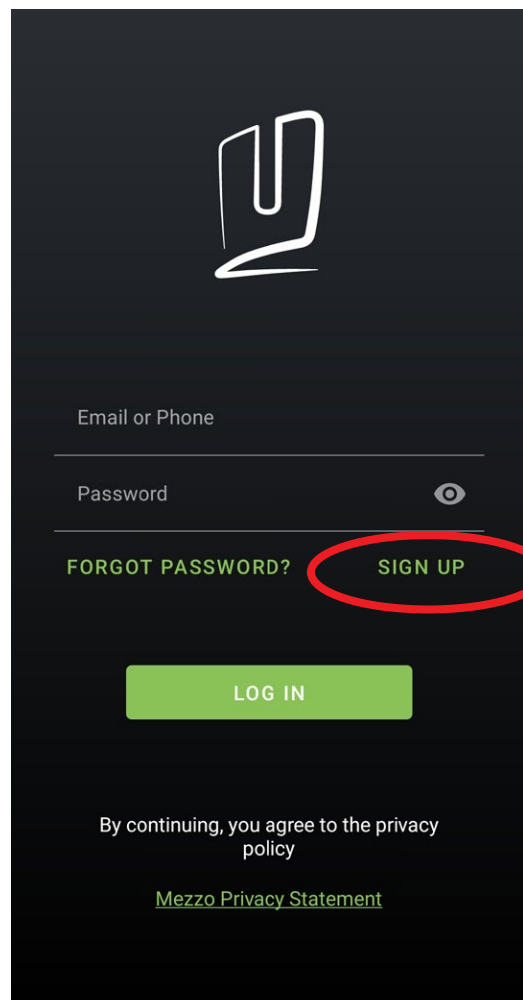 Email or Phone
Password
FORGOT PASSWORD? SIGN UP
LOG IN
By continuing, you agree to the privacy
policy
Mezzo Privacy Statement